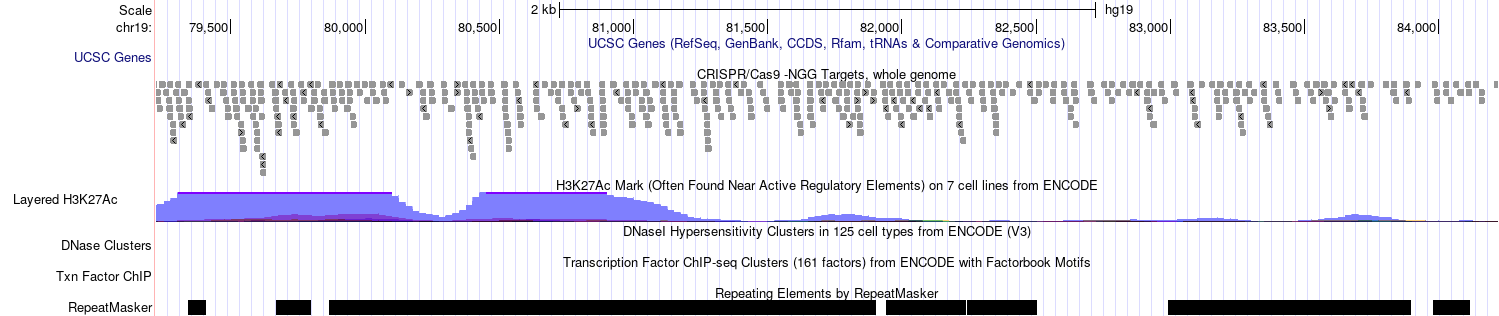 Scale 2 kb hg19
chr19: 79,500 80,000 80,500 81,000 81,500 82,000 82,500 83,000 83,500 84,000
UCSC Genes (RefSeq, GenBank, CCDS, Rfam, tRNAs & Comparative Genomics)
UCSC Genes
CRISPR/Cas9 -NGG Targets, whole genome
H3K27Ac Mark (Often Found Near Active Regulatory Elements) on 7 cell lines from ENCODE
Layered H3K27Ac
DNaseI Hypersensitivity Clusters in 125 cell types from ENCODE (V3)
DNase Clusters
Transcription Factor ChIP-seq Clusters (161 factors) from ENCODE with Factorbook Motifs
Txn Factor ChIP
Repeating Elements by RepeatMasker
RepeatMasker